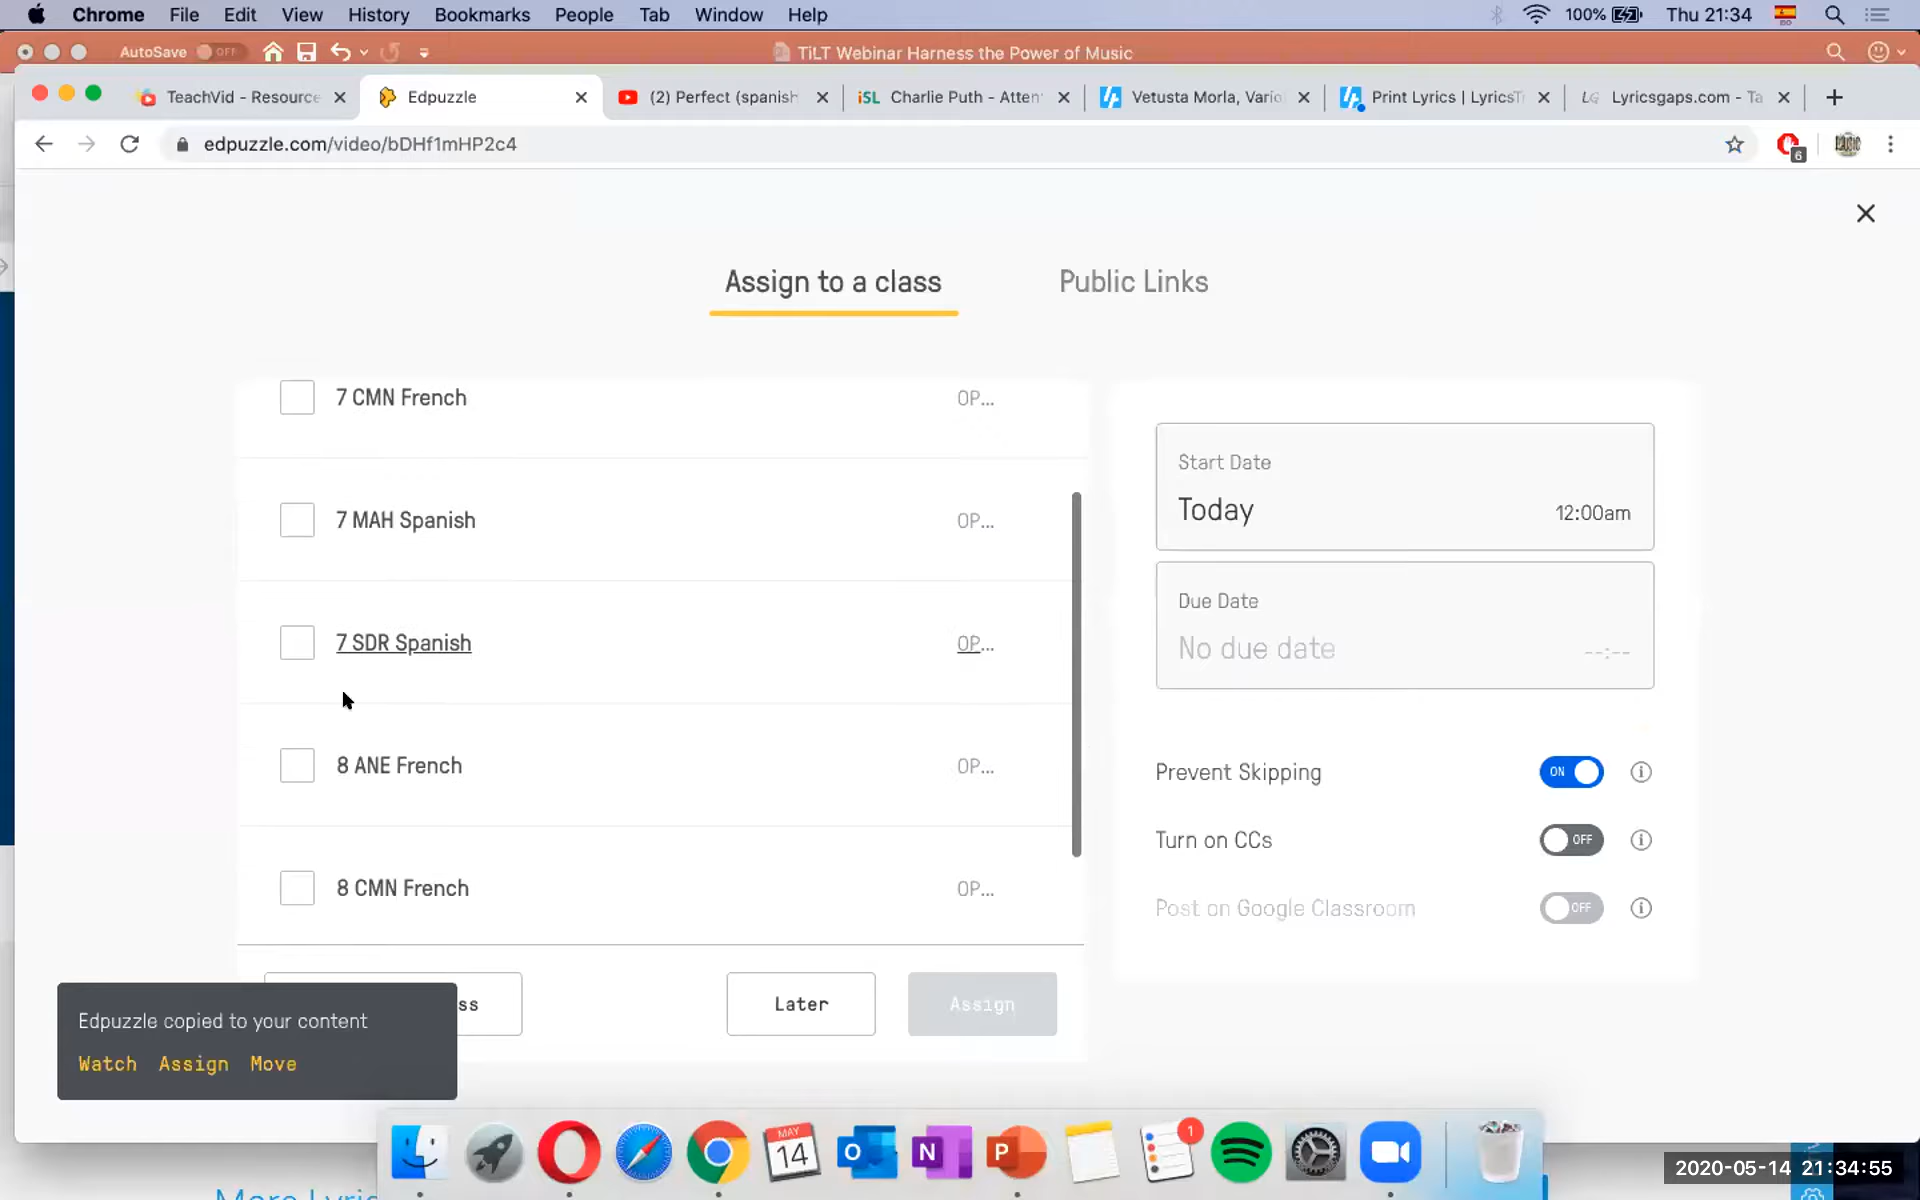 Chrome File Edit View History Bookmarks People Tab Window Help 100% Thu 21:34
AutoSave OFF TiLT Webinar Harness the Power of Music
TeachVid - Resource Edpuzzle (2) Perfect (spanish iSL Charlie Puth - Atten Vetusta Morla, Vario Print Lyrics | LyricsT LG Lyricsgaps.com - Ta
edpuzzle.com/video/bDHf1mHP2c4 6
Assign to a class Public Links
7 CMN French OP...
7 MAH Spanish OP...
7 SDR Spanish OP...
8 ANE French OP...
8 CMN French OP...
ss Later Assign
Start Date
Today 12:00am
Due Date
No due date --:--
Prevent Skipping ON
Turn on CCs OFF
Post on Google Classroom OFF
Edpuzzle copied to your content
Watch Assign Move
MAY
14
O N P 1
2020-05-14 21:34:55